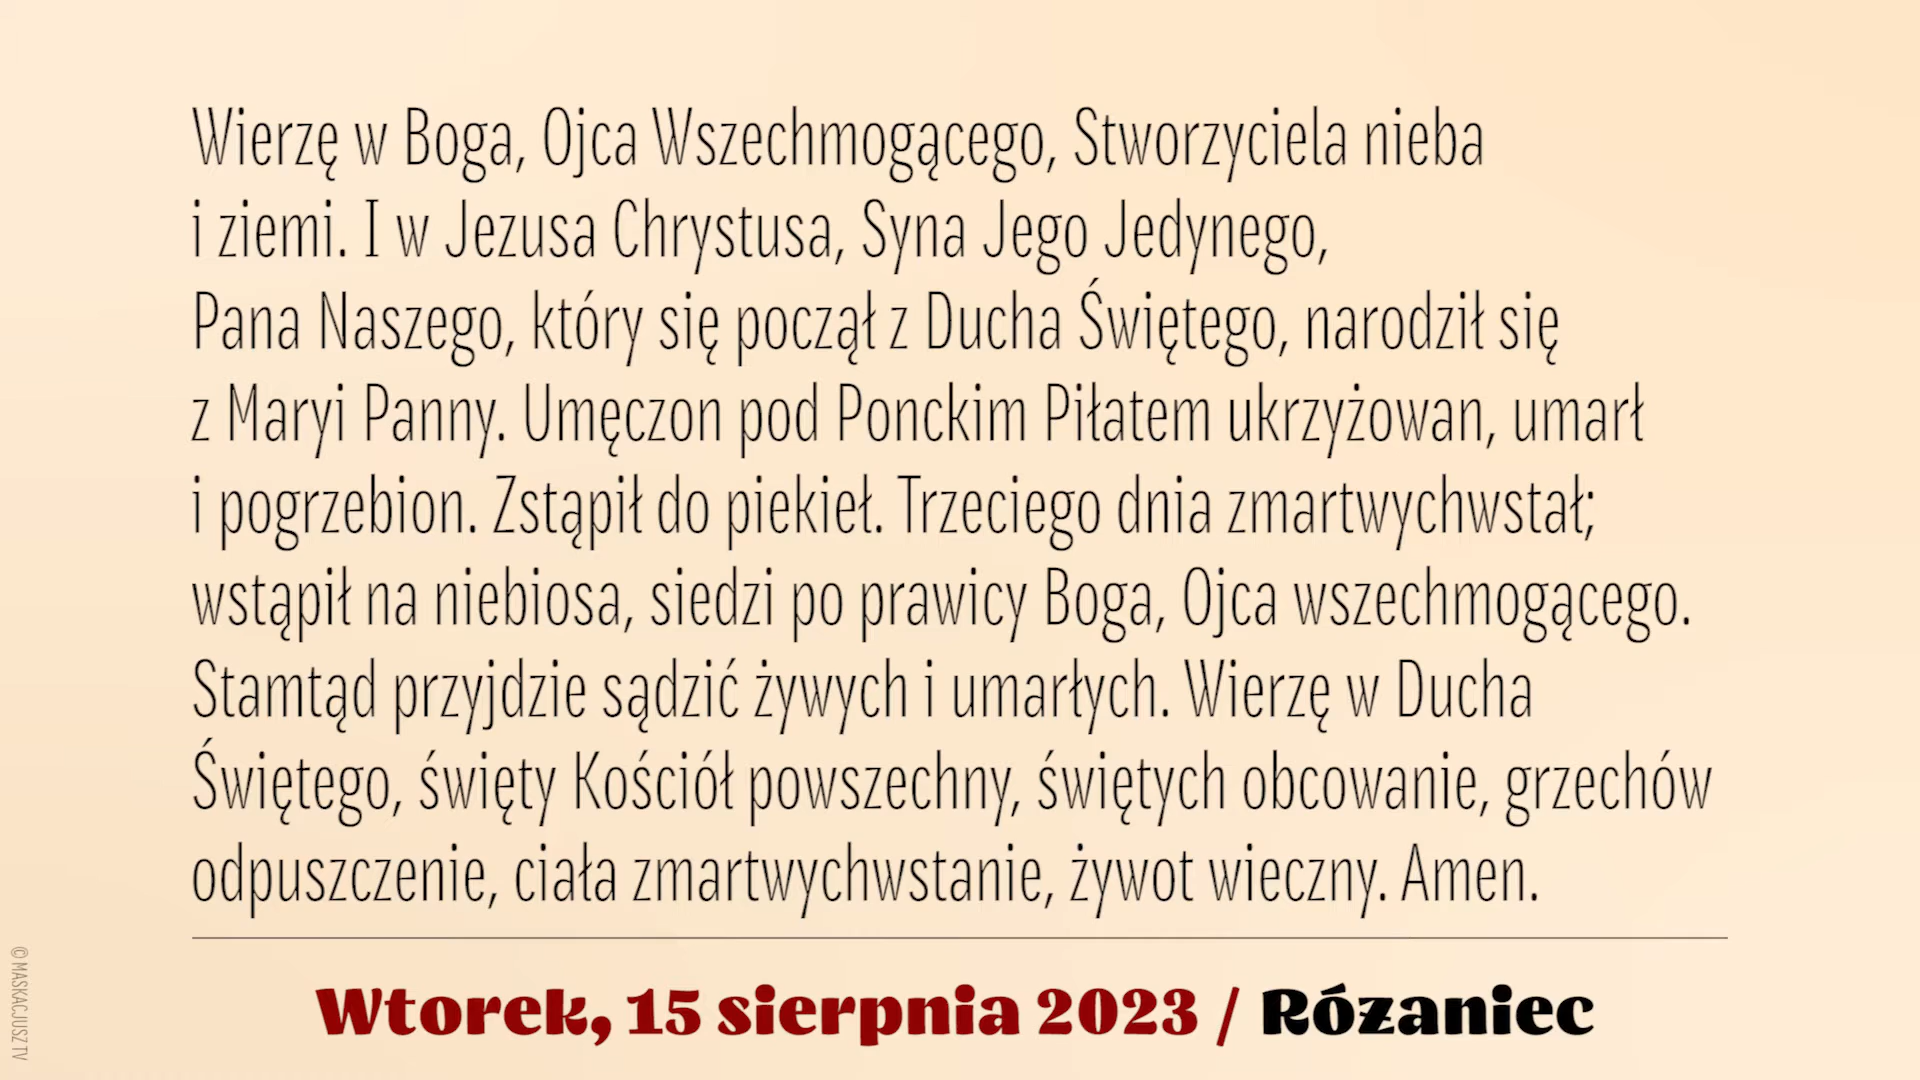 Wierzę w Boga, Ojca Wszechmogącego, Stworzyciela nieba
i ziemi. I w Jezusa Chrystusa, Syna Jego Jedynego,
Pana Naszego, który się począł z Ducha Świętego, narodził się
z Maryi Panny. Umęczon pod Ponckim Piłatem ukrzyżowan, umarł
i pogrzebion. Zstąpił do piekieł. Trzeciego dnia zmartwychwstał;
wstąpił na niebiosa, siedzi po prawicy Boga, Ojca wszechmogącego.
Stamtąd przyjdzie sądzić żywych i umarłych. Wierzę w Ducha
Świętego, święty Kościół powszechny, świętych obcowanie, grzechów
odpuszczenie, ciała zmartwychwstanie, żywot wieczny. Amen.
Wtorek, 15 sierpnia 2023 / Różaniec
© MASKACJUSZ TV